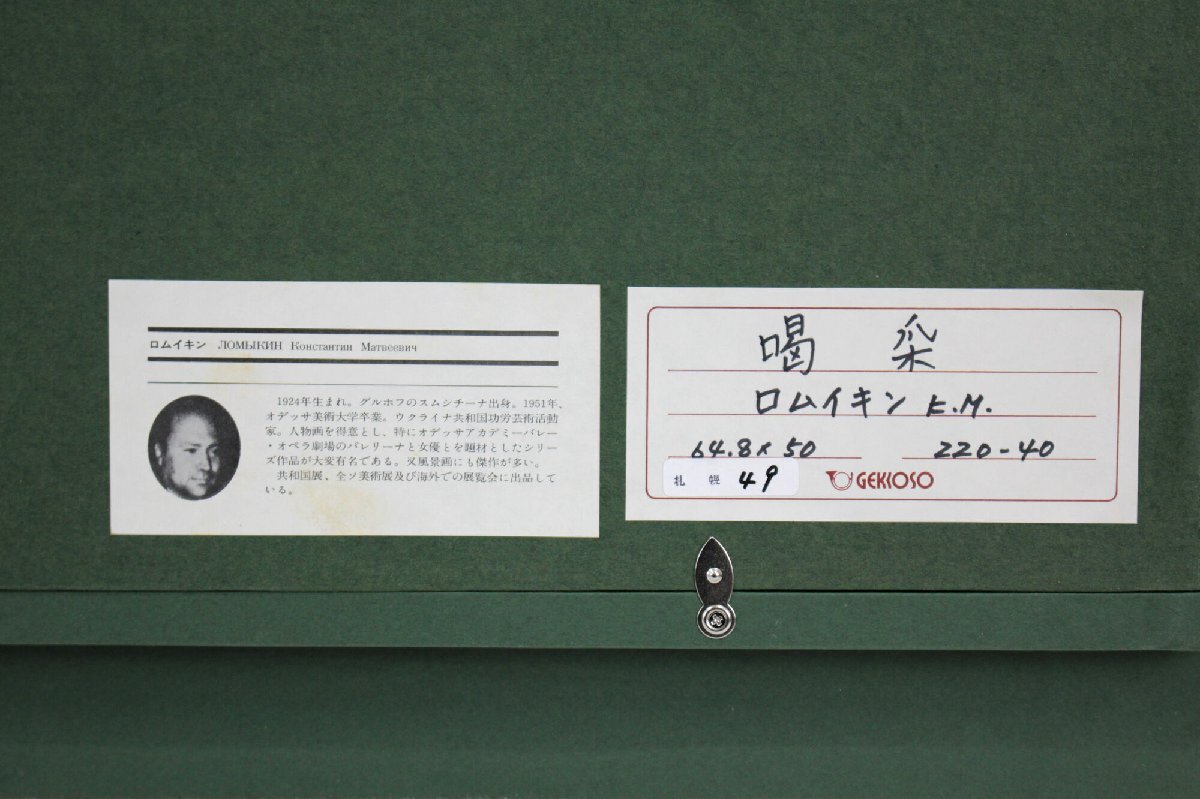 ロムイキン ЛОМЫКИН Константин Матвеевич
1924年生まれ。グルホフのスムシチーナ出身。1951年、
オデッサ美術大学卒業。ウクライナ共和国功労芸術活動
家。人物画を得意とし、特にオデッサアカデミーバレー
・オペラ劇場のバレリーナと女優とを題材としたシリー
ズ作品が大変有名である。又風景画にも傑作が多い。
共和国展、全ソ美術展及び海外での展覧会に出品して
いる。
喝采
ロムイキン K.M.
64.8×50 220-40
札幌 49
GEKKOSO